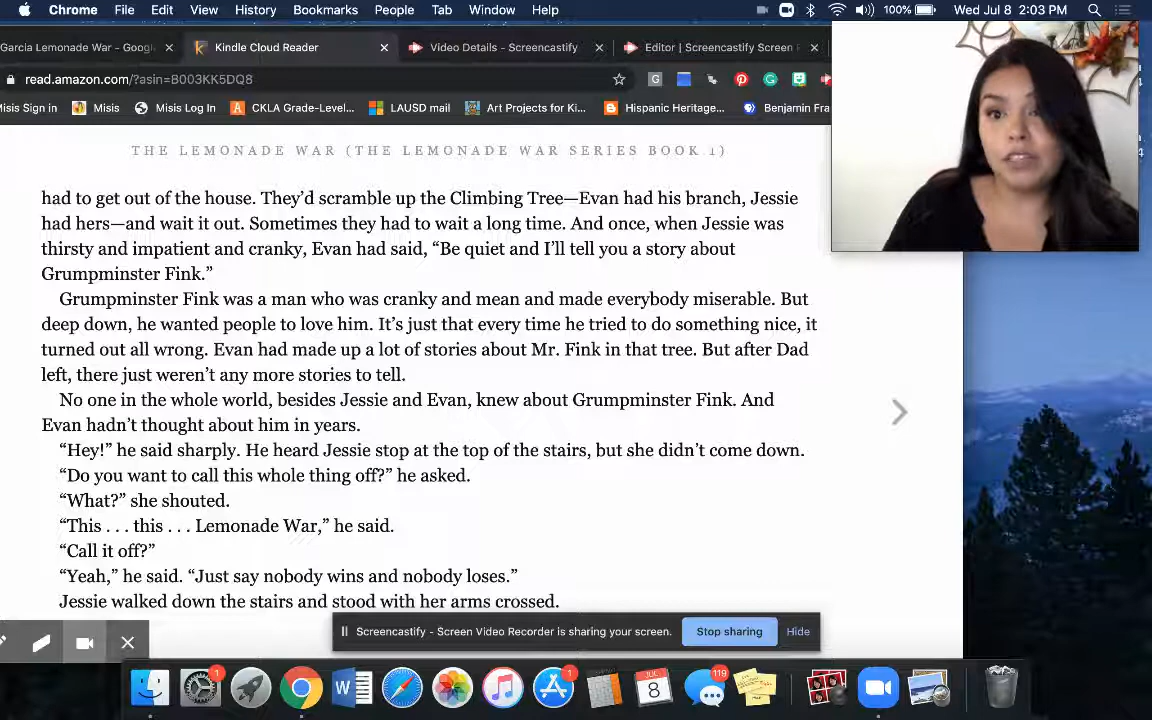 Chrome File Edit View History Bookmarks People Tab Window Help 100% Wed Jul 8 2:03 PM
Garcia Lemonade War - Googl Kindle Cloud Reader Video Details - Screencastify Editor | Screencastify Screen
read.amazon.com/?asin=B003KK5DQ8
isis Sign in Misis Misis Log In CKLA Grade-Level... LAUSD mail Art Projects for Ki... Hispanic Heritage... Benjamin Fra
THE LEMONADE WAR (THE LEMONADE WAR SERIES BOOK 1)
had to get out of the house. They’d scramble up the Climbing Tree—Evan had his branch, Jessie
had hers—and wait it out. Sometimes they had to wait a long time. And once, when Jessie was
thirsty and impatient and cranky, Evan had said, “Be quiet and I’ll tell you a story about
Grumpminster Fink.”
Grumpminster Fink was a man who was cranky and mean and made everybody miserable. But
deep down, he wanted people to love him. It’s just that every time he tried to do something nice, it
turned out all wrong. Evan had made up a lot of stories about Mr. Fink in that tree. But after Dad
left, there just weren’t any more stories to tell.
No one in the whole world, besides Jessie and Evan, knew about Grumpminster Fink. And
Evan hadn’t thought about him in years.
“Hey!” he said sharply. He heard Jessie stop at the top of the stairs, but she didn’t come down.
“Do you want to call this whole thing off?” he asked.
“What?” she shouted.
“This . . . this . . . Lemonade War,” he said.
“Call it off?”
“Yeah,” he said. “Just say nobody wins and nobody loses.”
Jessie walked down the stairs and stood with her arms crossed.
Screencastify - Screen Video Recorder is sharing your screen. Stop sharing Hide
1 W 1 JUL 8 119